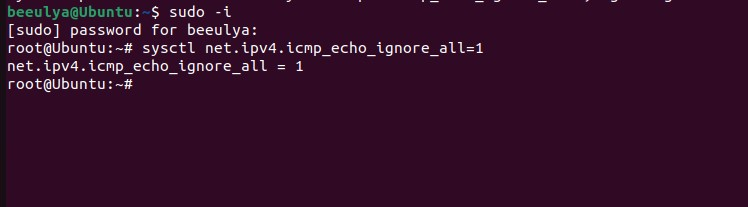 beeulya@Ubuntu:~$ sudo -i
[sudo] password for beeulya:
root@Ubuntu:~# sysctl net.ipv4.icmp_echo_ignore_all=1
net.ipv4.icmp_echo_ignore_all = 1
root@Ubuntu:~#